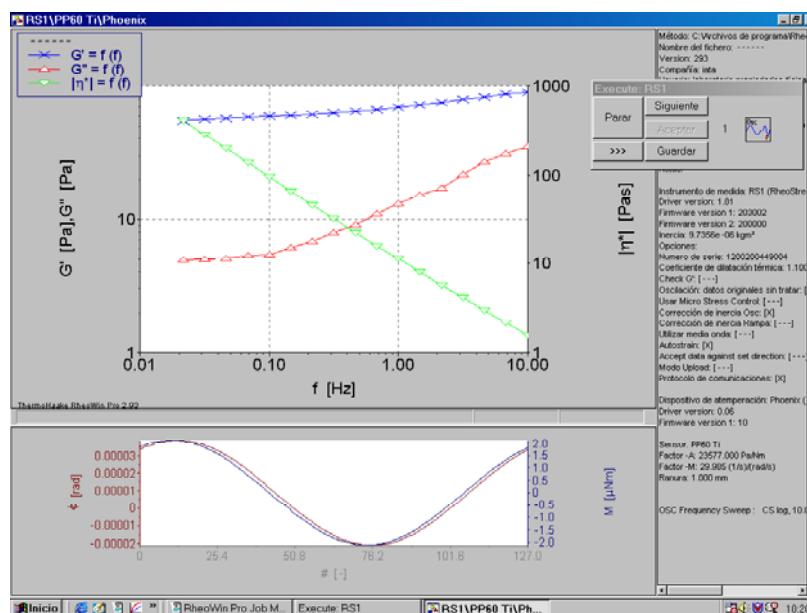 RS1\PP60 Ti\Phoenix
------
G' = f (f)
G'' = f (f)
|η*| = f (f)
G' [Pa],G'' [Pa]
10
1
0.01
0.10
1.00
10.00
f [Hz]
1000
100
10
1
|η*| [Pas]
ThermoHaake RheoWin Pro 2.93
Execute: RS1
Parar
Siguiente
Aceptar
>>>
Guardar
1
Osc
Método: C:\Archivos de programa\Rheo
Nombre del fichero: ------
Version: 293
Compañía: iata
Instrumento de medida: RS1 (RheoStre
Driver version: 1.01
Firmware version 1: 203002
Firmware version 2: 200000
Inercia: 9.7356e-06 kgm²
Opciones:
Numero de serie: 1200200449004
Coeficiente de dilatación térmica: 1.100
Check G': [---]
Oscilación: datos originales sin tratar: [
Usar Micro Stress Control: [---]
Corrección de inercia Osc: [X]
Corrección de inercia Rampa: [---]
Utilizar media onda: [---]
Autostrain: [X]
Accept data against set direction: [---]
Modo Upload: [---]
Protocolo de comunicaciones: [X]
Dispositivo de atemperación: Phoenix (
Driver version: 0.06
Firmware version 1: 10
Sensor: PP60 Ti
Factor -A: 23577.000 Pa/Nm
Factor -M: 29.985 (1/s)/(rad/s)
Ranura: 1.000 mm
OSC Frequency Sweep : CS log, 10.0
¢ [rad]
0.00003
0.00002
0.00001
0
-0.00001
-0.00002
0
25.4
50.8
78.2
101.8
127.0
# [-]
2.0
1.5
1.0
0.5
0
-0.5
-1.0
-1.5
-2.0
M [µNm]
Inicio
RheoWin Pro Job M...
Execute: RS1
RS1\PP60 Ti\Ph...